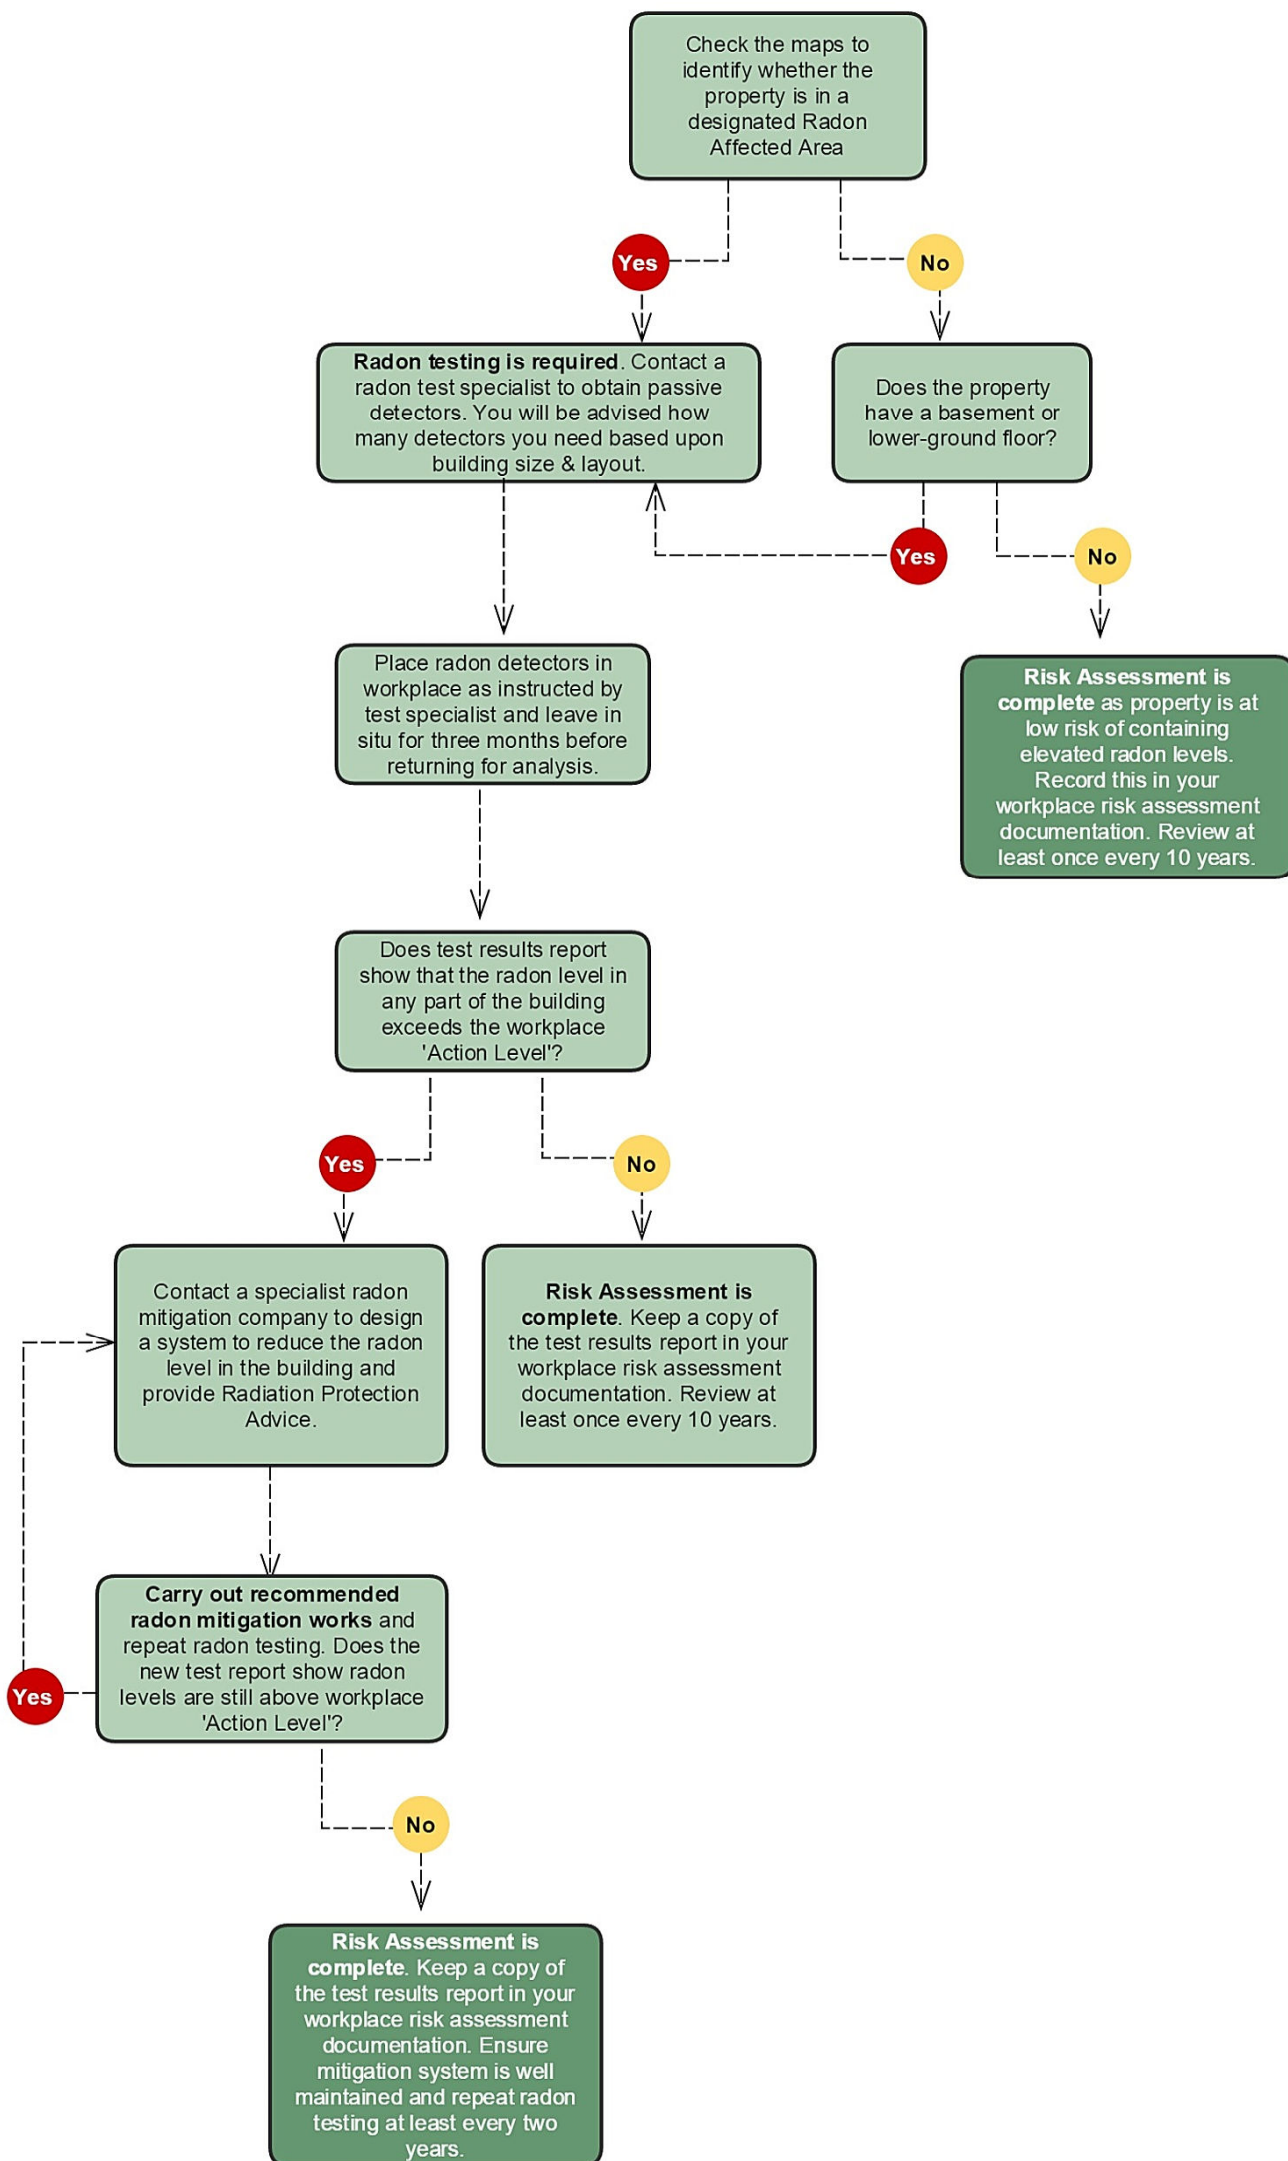 Check the maps to
identify whether the
property is in a
designated Radon
Affected Area
Yes
No
Radon testing is required. Contact a
radon test specialist to obtain passive
detectors. You will be advised how
many detectors you need based upon
building size & layout.
Does the property
have a basement or
lower-ground floor?
Yes
No
Place radon detectors in
workplace as instructed by
test specialist and leave in
situ for three months before
returning for analysis.
Risk Assessment is
complete as property is at
low risk of containing
elevated radon levels.
Record this in your
workplace risk assessment
documentation. Review at
least once every 10 years.
Does test results report
show that the radon level in
any part of the building
exceeds the workplace
'Action Level'?
Yes
No
Contact a specialist radon
mitigation company to design
a system to reduce the radon
level in the building and
provide Radiation Protection
Advice.
Risk Assessment is
complete. Keep a copy of
the test results report in your
workplace risk assessment
documentation. Review at
least once every 10 years.
Carry out recommended
radon mitigation works and
repeat radon testing. Does the
new test report show radon
levels are still above workplace
'Action Level'?
Yes
No
Risk Assessment is
complete. Keep a copy of
the test results report in your
workplace risk assessment
documentation. Ensure
mitigation system is well
maintained and repeat radon
testing at least every two
years.